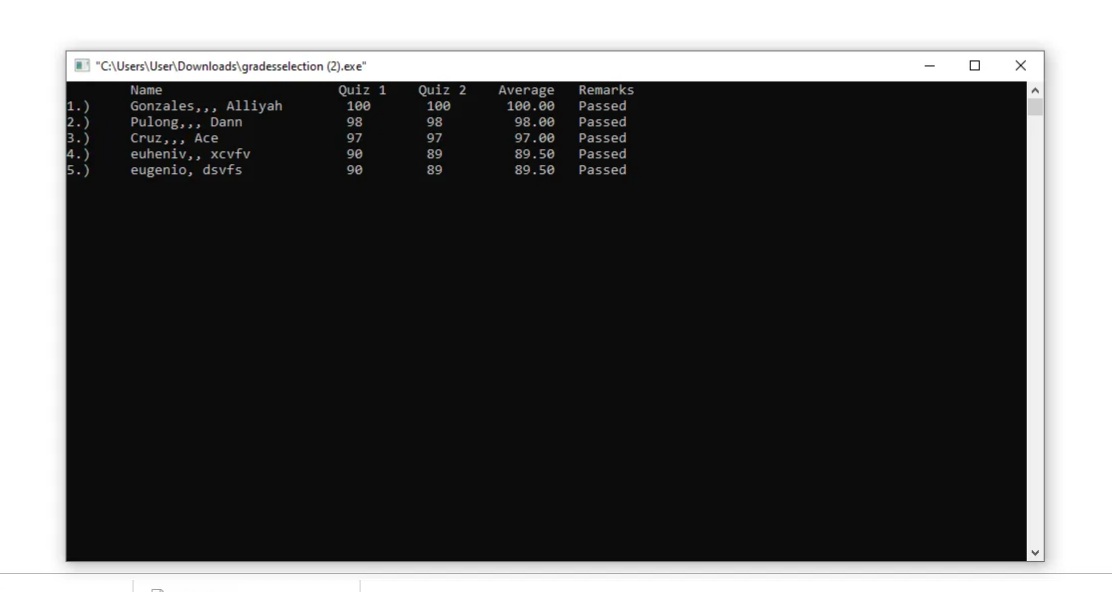 "C:\Users\User\Downloads\gradesselection (2).exe"
Name Quiz 1 Quiz 2 Average Remarks
1.) Gonzales,,, Alliyah 100 100 100.00 Passed
2.) Pulong,,, Dann 98 98 98.00 Passed
3.) Cruz,,, Ace 97 97 97.00 Passed
4.) euheniv,, xcvfv 90 89 89.50 Passed
5.) eugenio, dsvfs 90 89 89.50 Passed